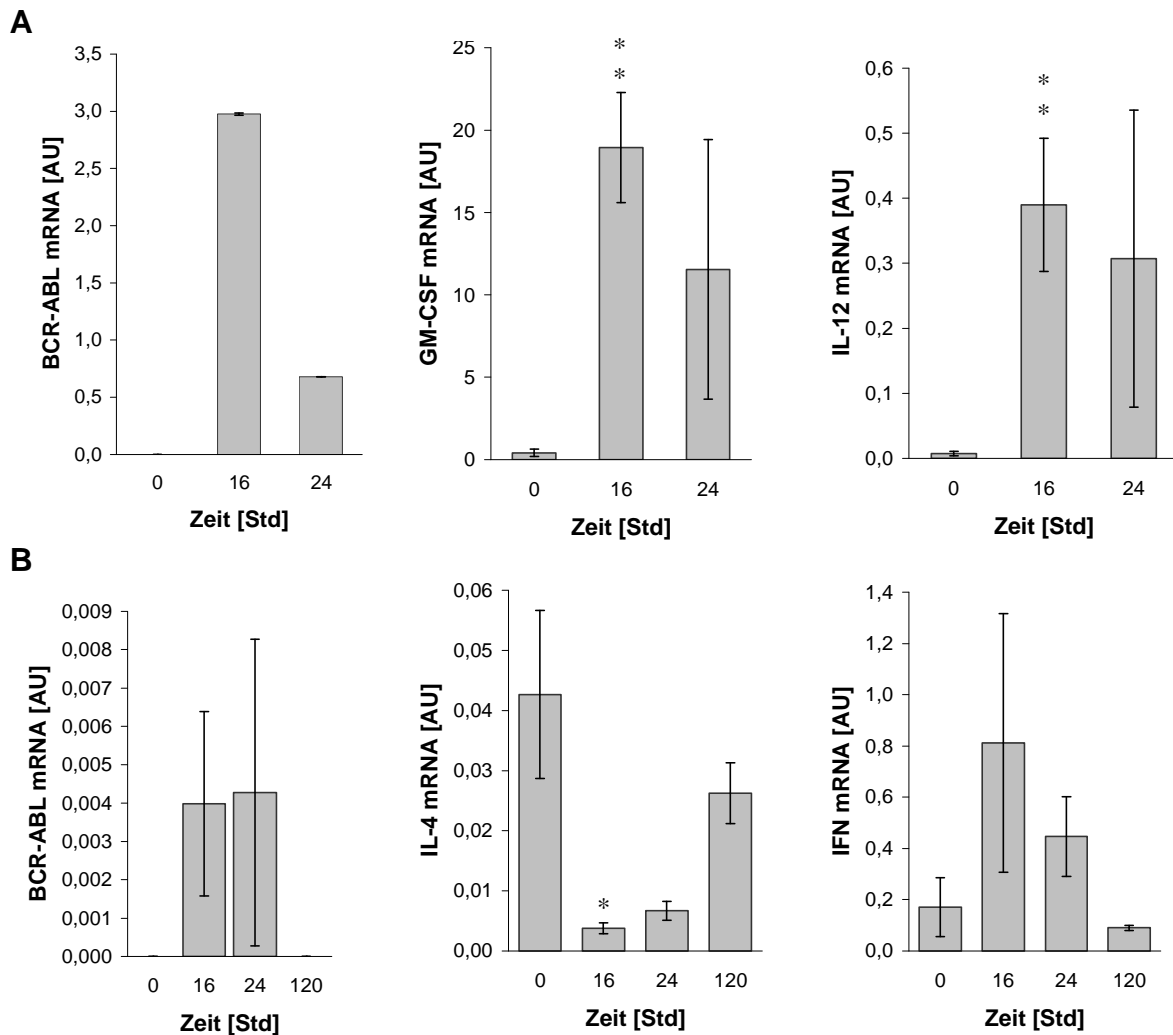 A
BCR-ABL mRNA [AU]
3,5
3,0
2,5
2,0
1,5
1,0
0,5
0,0
0 16 24
Zeit [Std]
GM-CSF mRNA [AU]
25
20
15
10
5
0
*
*
0 16 24
Zeit [Std]
IL-12 mRNA [AU]
0,6
0,5
0,4
0,3
0,2
0,1
0,0
*
*
0 16 24
Zeit [Std]
B
BCR-ABL mRNA [AU]
0,009
0,008
0,007
0,006
0,005
0,004
0,003
0,002
0,001
0,000
0 16 24 120
Zeit [Std]
IL-4 mRNA [AU]
0,06
0,05
0,04
0,03
0,02
0,01
0,00
*
0 16 24 120
Zeit [Std]
IFN mRNA [AU]
1,4
1,2
1,0
0,8
0,6
0,4
0,2
0,0
0 16 24 120
Zeit [Std]